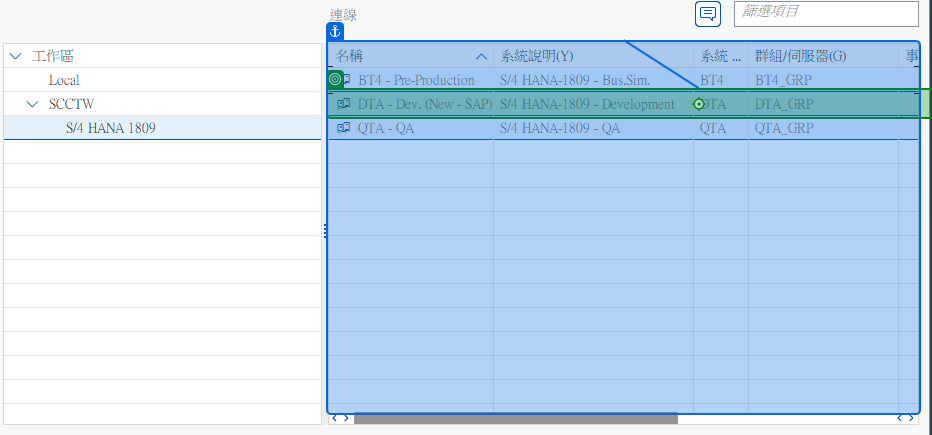 連線
篩選項目
工作區
Local
SCCTW
S/4 HANA 1809
名稱 系統說明(Y) 系統 ... 群組/伺服器(G) 事
BT4 - Pre-Production S/4 HANA-1809 - Bus.Sim. BT4 BT4_GRP
DTA - Dev. (New - SAP) S/4 HANA-1809 - Development DTA DTA_GRP
QTA - QA S/4 HANA-1809 - QA QTA QTA_GRP